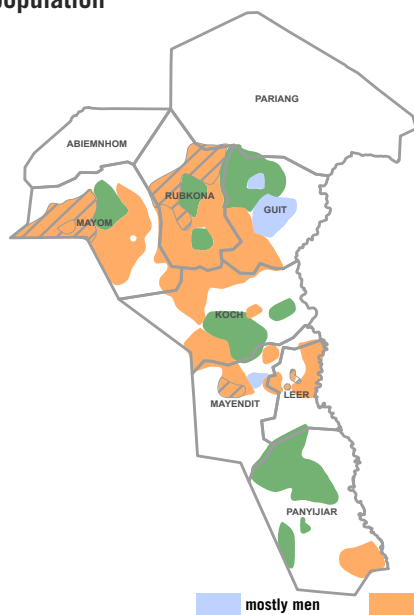 population
PARIANG
ABIEMNHOM
RUBKONA
MAYOM
GUIT
KOCH
MAYENDIT
LEER
PANYIJIAR
mostly men